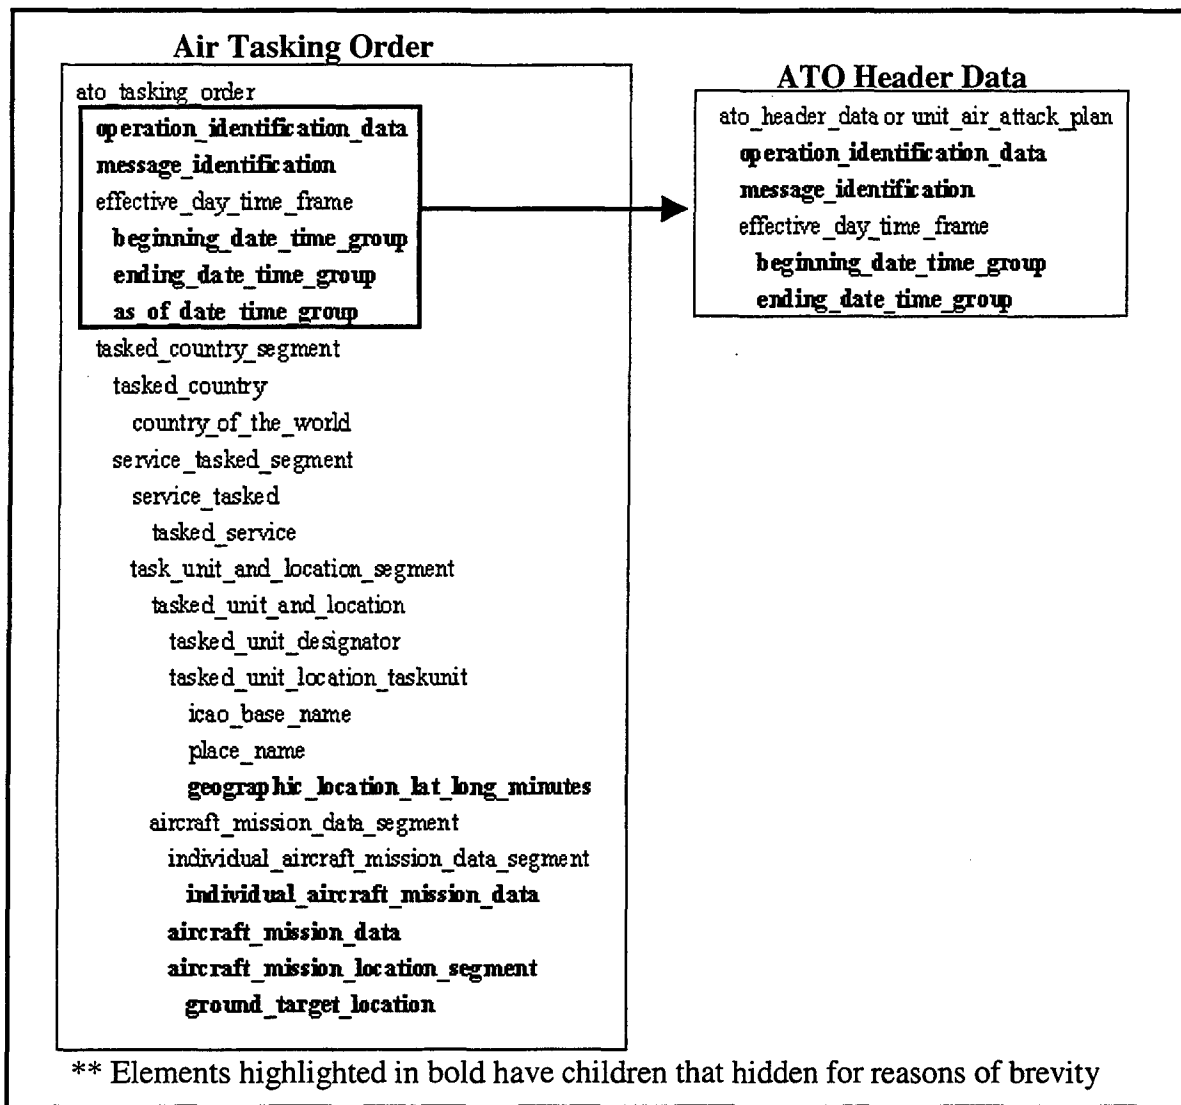 Air Tasking Order
ato_tasking_order
operation_identification_data
message_identification
effective_day_time_frame
beginning_date_time_group
ending_date_time_group
as_of_date_time_group
tasked_country_segment
tasked_country
country_of_the_world
service_tasked_segment
service_tasked
tasked_service
task_unit_and_location_segment
tasked_unit_and_location
tasked_unit_designator
tasked_unit_location_taskunit
icao_base_name
place_name
geographic_location_lat_long_minutes
aircraft_mission_data_segment
individual_aircraft_mission_data_segment
individual_aircraft_mission_data
aircraft_mission_data
aircraft_mission_location_segment
ground_target_location
ATO Header Data
ato_header_data or unit_air_attack_plan
operation_identification_data
message_identification
effective_day_time_frame
beginning_date_time_group
ending_date_time_group
** Elements highlighted in bold have children that hidden for reasons of brevity